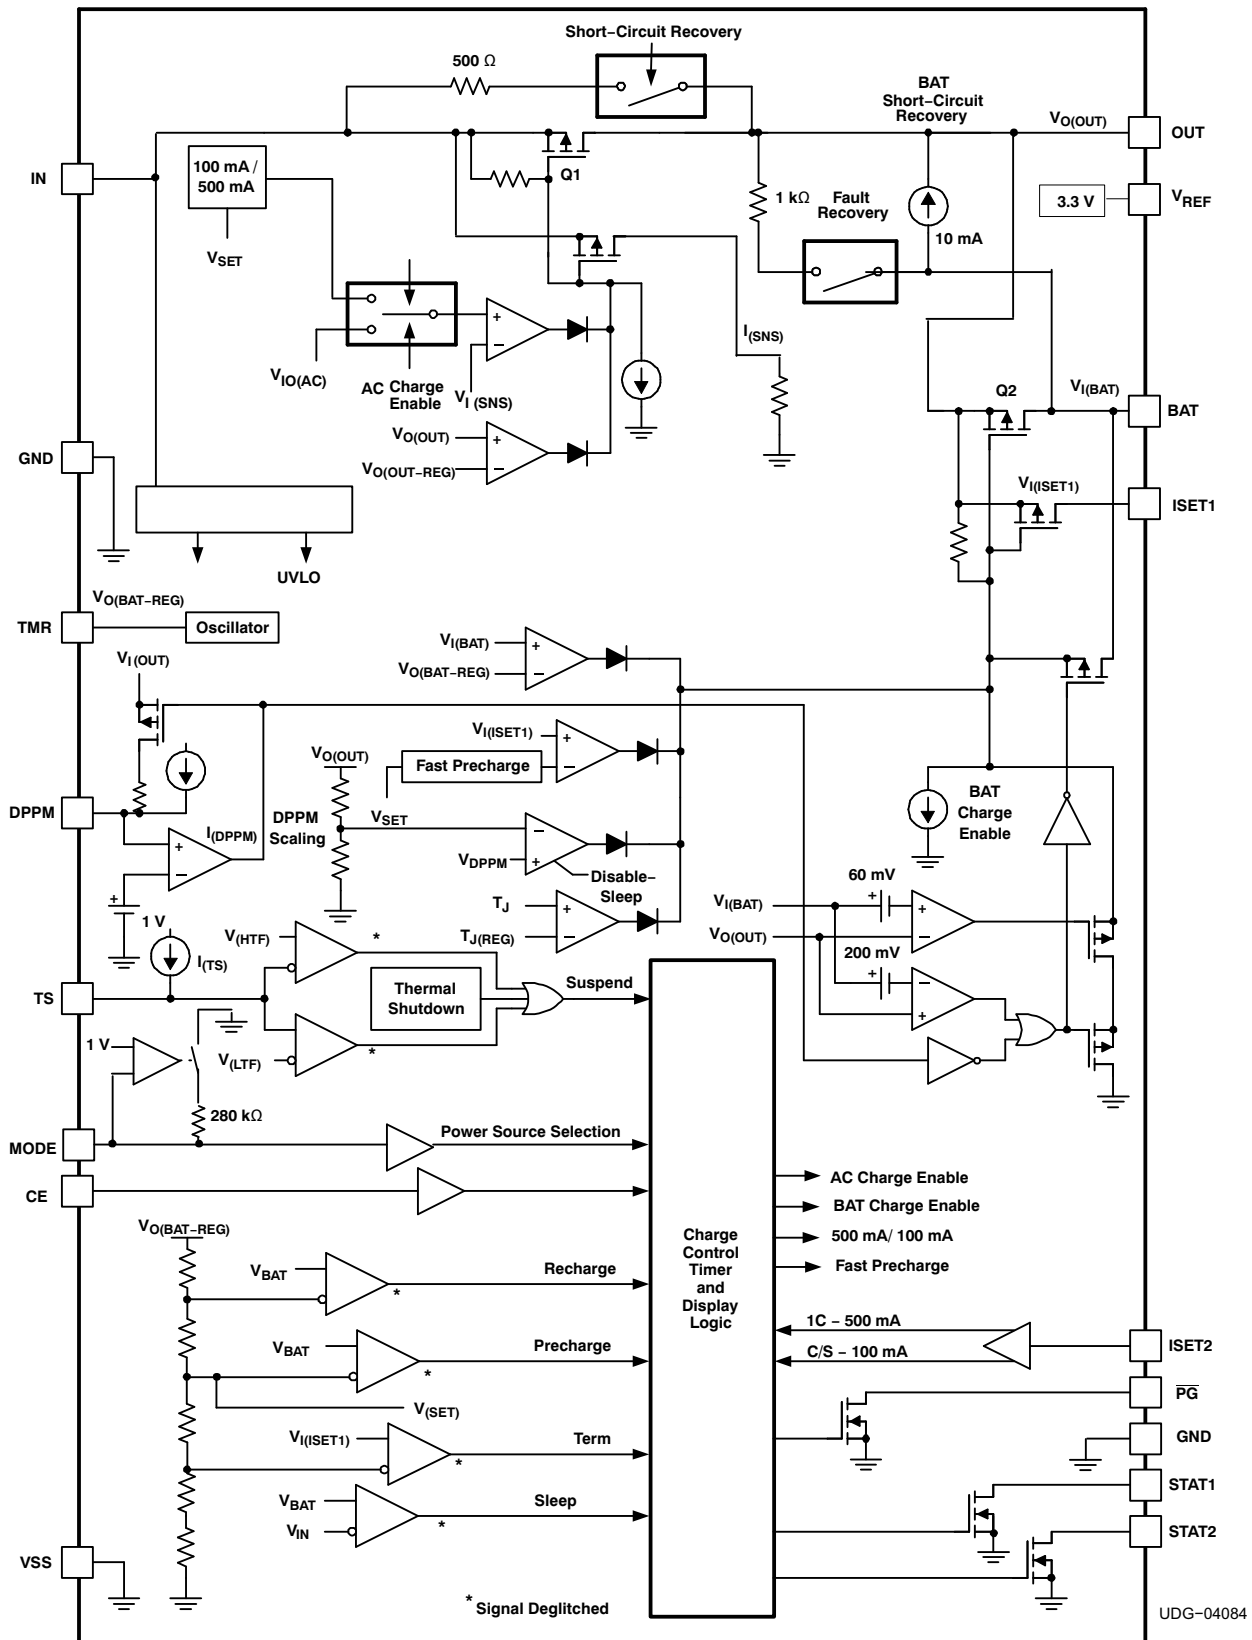 Short−Circuit Recovery
500 Ω
BAT
Short−Circuit
Recovery
VO(OUT)
OUT
IN
100 mA /
500 mA
Q1
1 kΩ
Fault
Recovery
3.3 V
VREF
VSET
10 mA
I(SNS)
VIO(AC)
AC Charge
Enable
VI (SNS)
+
−
Q2
VI(BAT)
BAT
VO(OUT)
+
VO(OUT−REG)
−
GND
VI(ISET1)
ISET1
UVLO
VO(BAT−REG)
TMR
Oscillator
VI(BAT)
+
VO(BAT−REG)
−
VI(OUT)
VI(ISET1)
+
Fast Precharge
−
VO(OUT)
DPPM
I(DPPM)
DPPM
Scaling
VSET
−
VDPPM
+
Disable−
Sleep
BAT
Charge
Enable
+
−
+
1 V
60 mV
VI(BAT)
+
+
TJ
+
TJ(REG)
−
VO(OUT)
−
V(HTF)
*
I(TS)
200 mV
+
−
+
TS
Thermal
Shutdown
Suspend
1 V
V(LTF)
*
280 kΩ
MODE
Power Source Selection
CE
AC Charge Enable
BAT Charge Enable
500 mA/ 100 mA
Fast Precharge
VO(BAT−REG)
Charge
Control
Timer
and
Display
Logic
VBAT
Recharge
*
1C − 500 mA
C/S − 100 mA
ISET2
VBAT
Precharge
*
PG
V(SET)
VI(ISET1)
Term
*
GND
VBAT
Sleep
VIN
*
STAT1
STAT2
VSS
* Signal Deglitched
UDG−04084